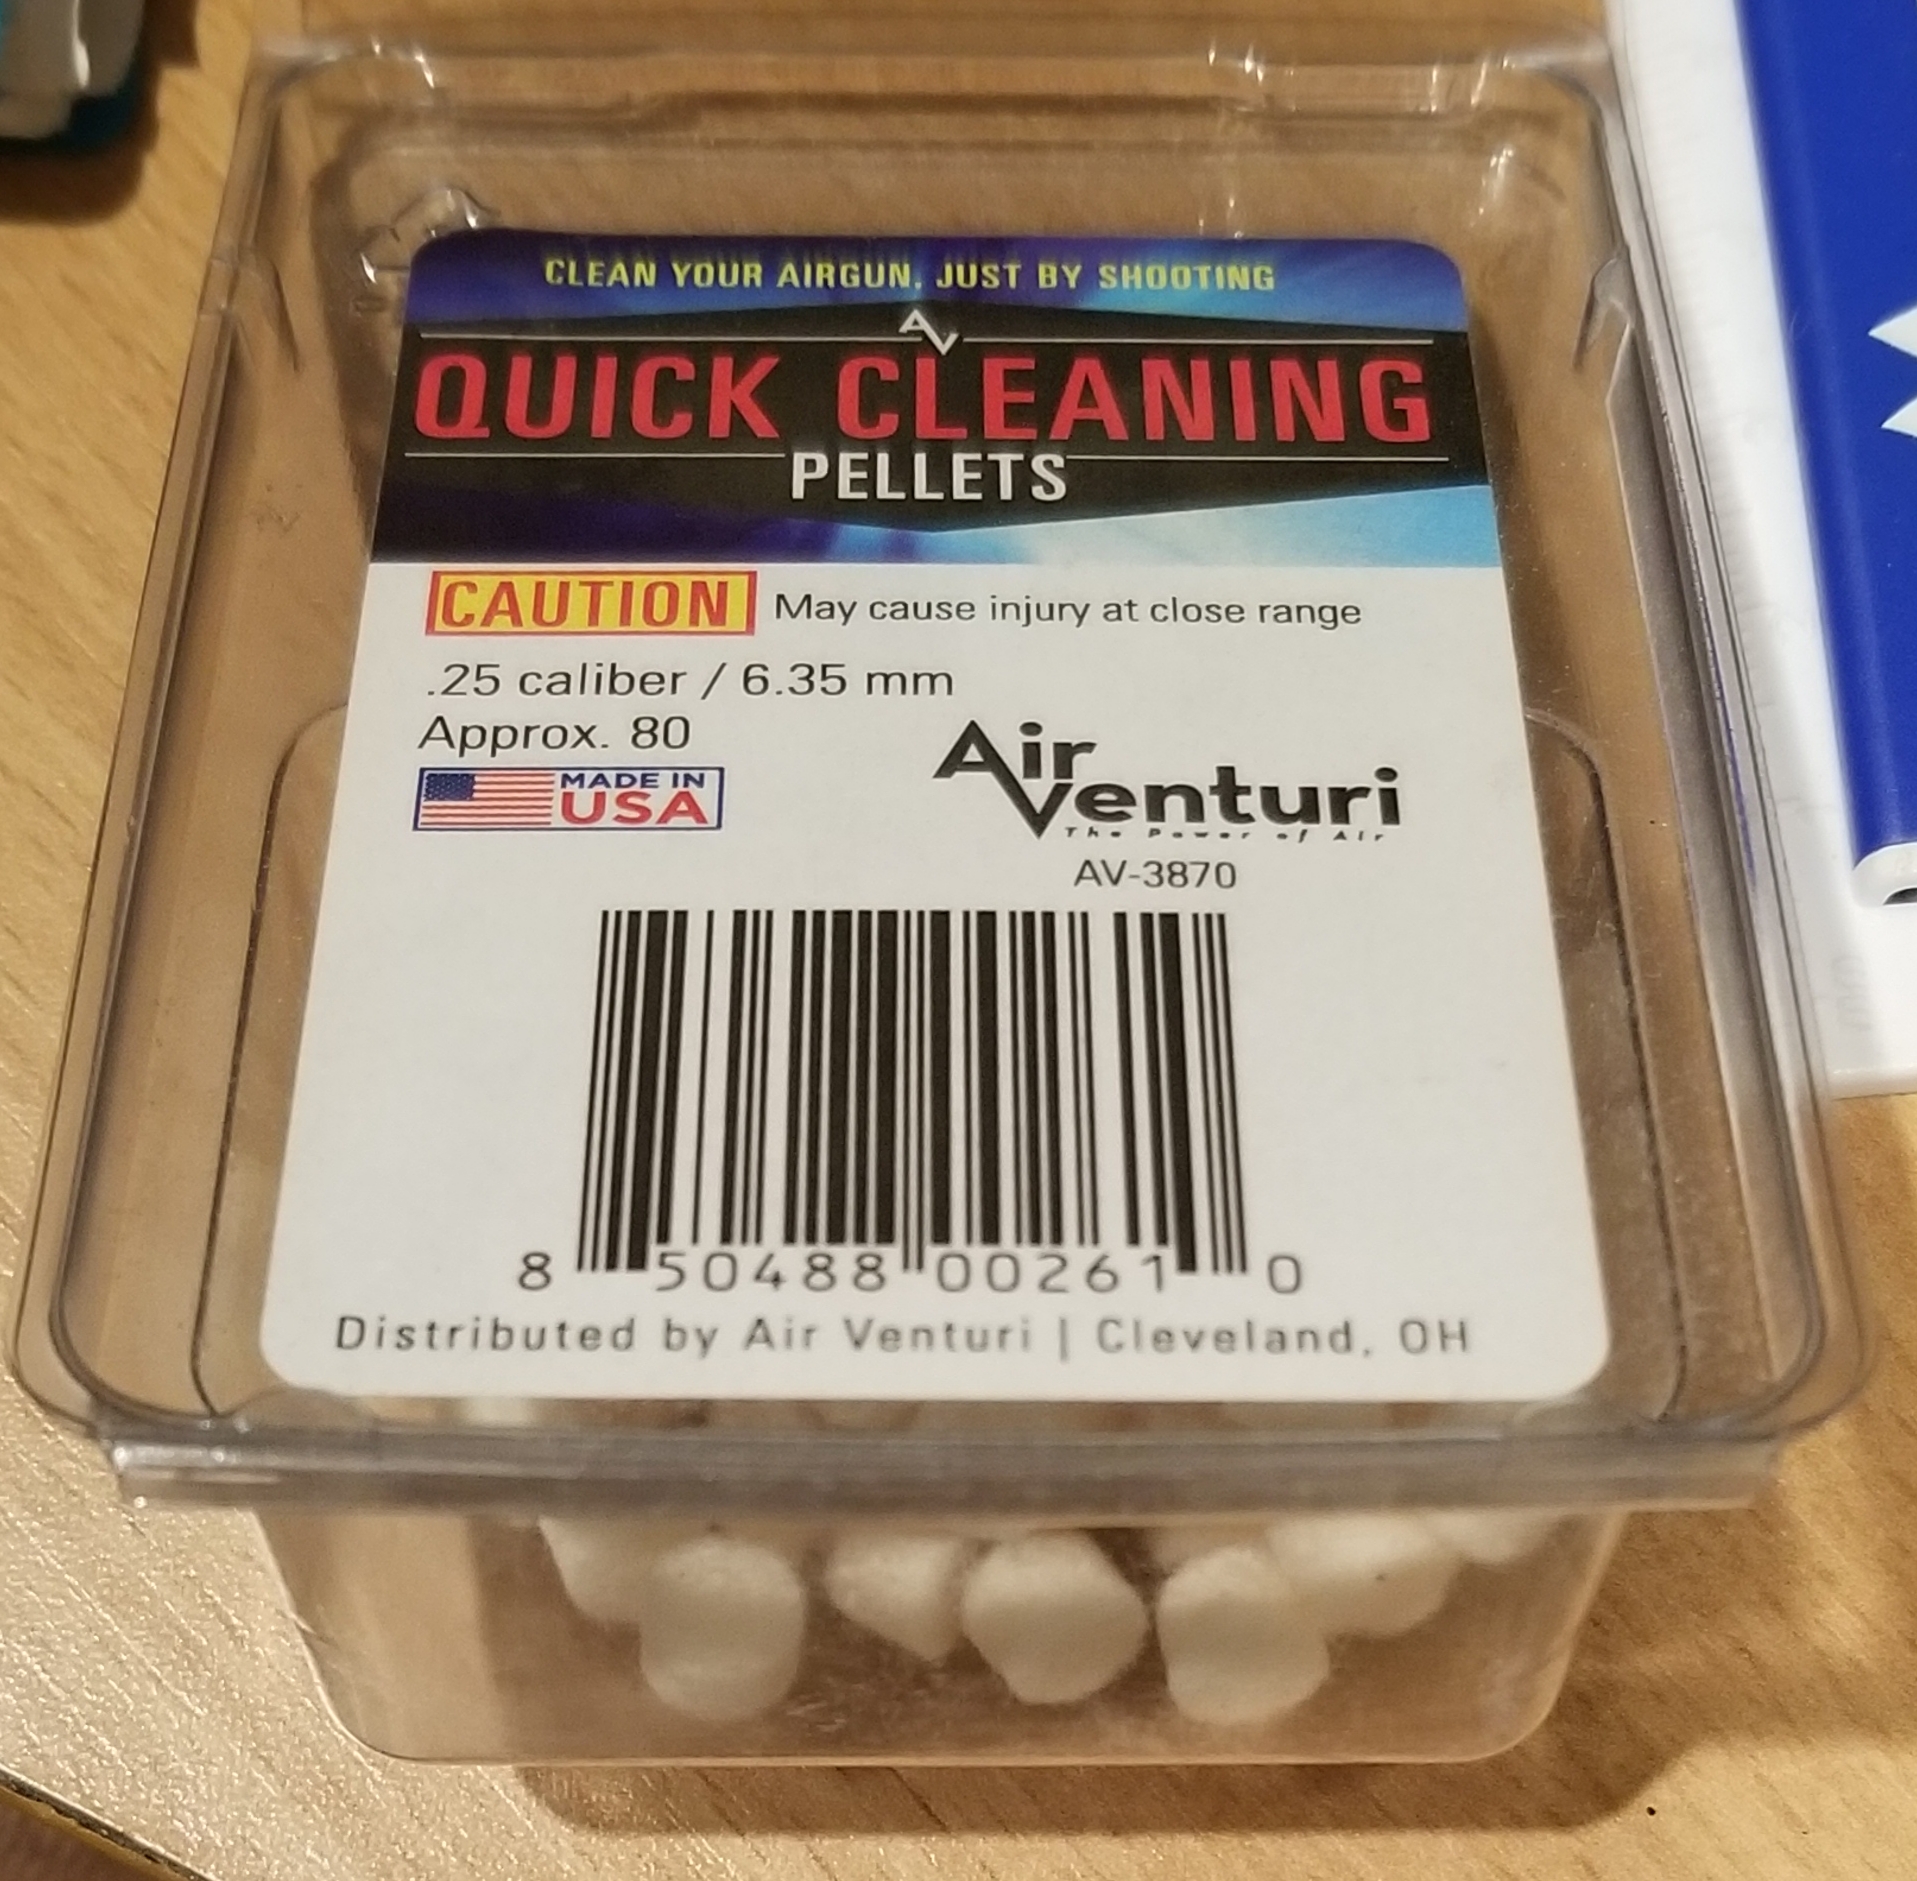 CLEAN YOUR AIRGUN, JUST BY SHOOTING
AV
QUICK CLEANING
PELLETS
CAUTION May cause injury at close range
.25 caliber / 6.35 mm
Approx. 80
MADE IN
USA
Air
Venturi
The Power of Air
AV-3870
8 50488 00261 0
Distributed by Air Venturi | Cleveland, OH